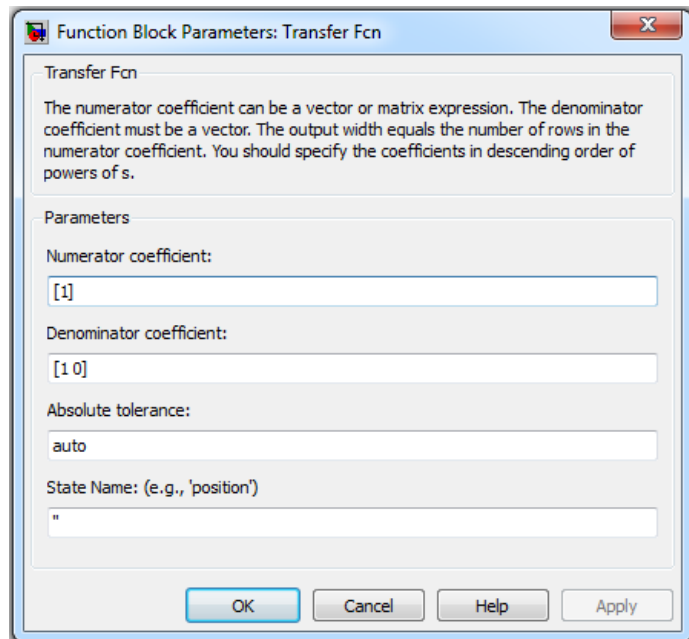 Function Block Parameters: Transfer Fcn
X
Transfer Fcn
The numerator coefficient can be a vector or matrix expression. The denominator
coefficient must be a vector. The output width equals the number of rows in the
numerator coefficient. You should specify the coefficients in descending order of
powers of s.
Parameters
Numerator coefficient:
[1]
Denominator coefficient:
[1 0]
Absolute tolerance:
auto
State Name: (e.g., 'position')
''
OK Cancel Help Apply